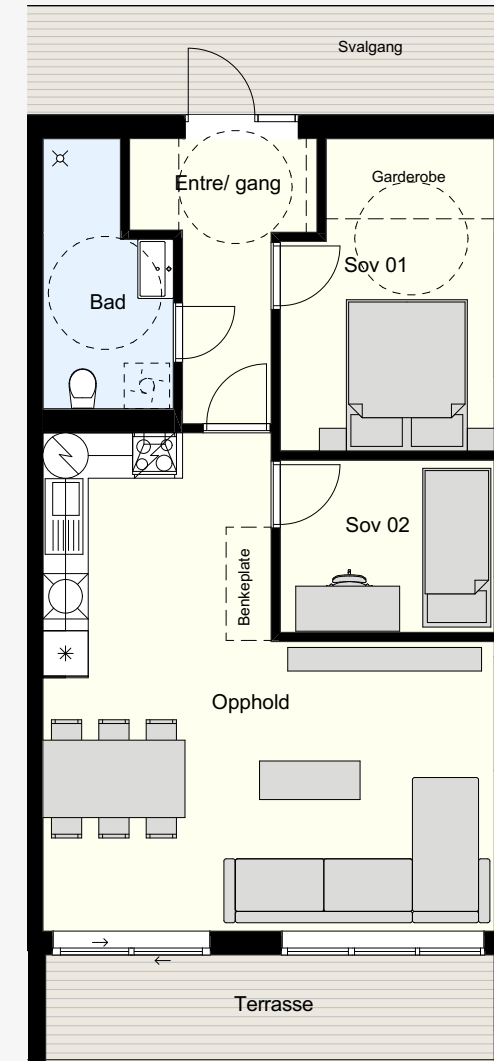 Svalgang
Entre/ gang
Garderobe
Sov 01
Bad
Sov 02
Benkeplate
Opphold
Terrasse